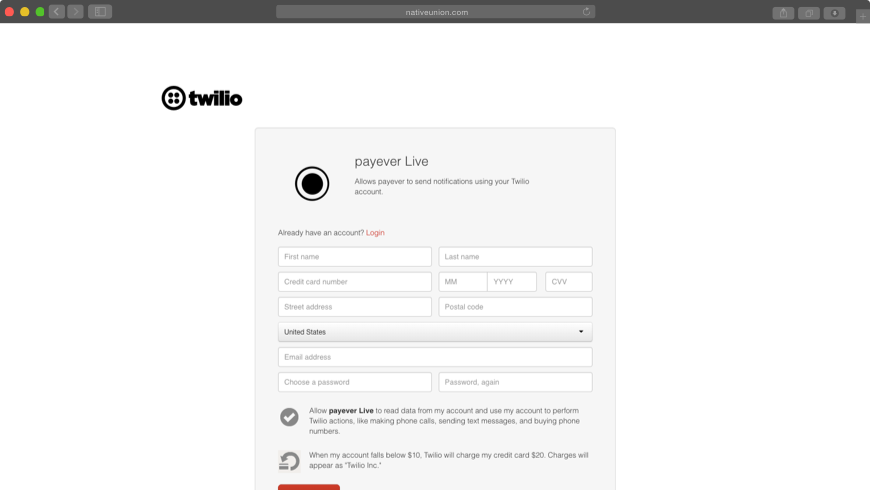 nativeunion.com
twilio
payever Live
Allows payever to send notifications using your Twilio
account.
Already have an account? Login
First name
Last name
Credit card number
MM
YYYY
CVV
Street address
Postal code
United States
Email address
Choose a password
Password, again
Allow payever Live to read data from my account and use my account to perform
Twilio actions, like making phone calls, sending text messages, and buying phone
numbers.
When my account falls below $10, Twilio will charge my credit card $20. Charges will
appear as "Twilio Inc."